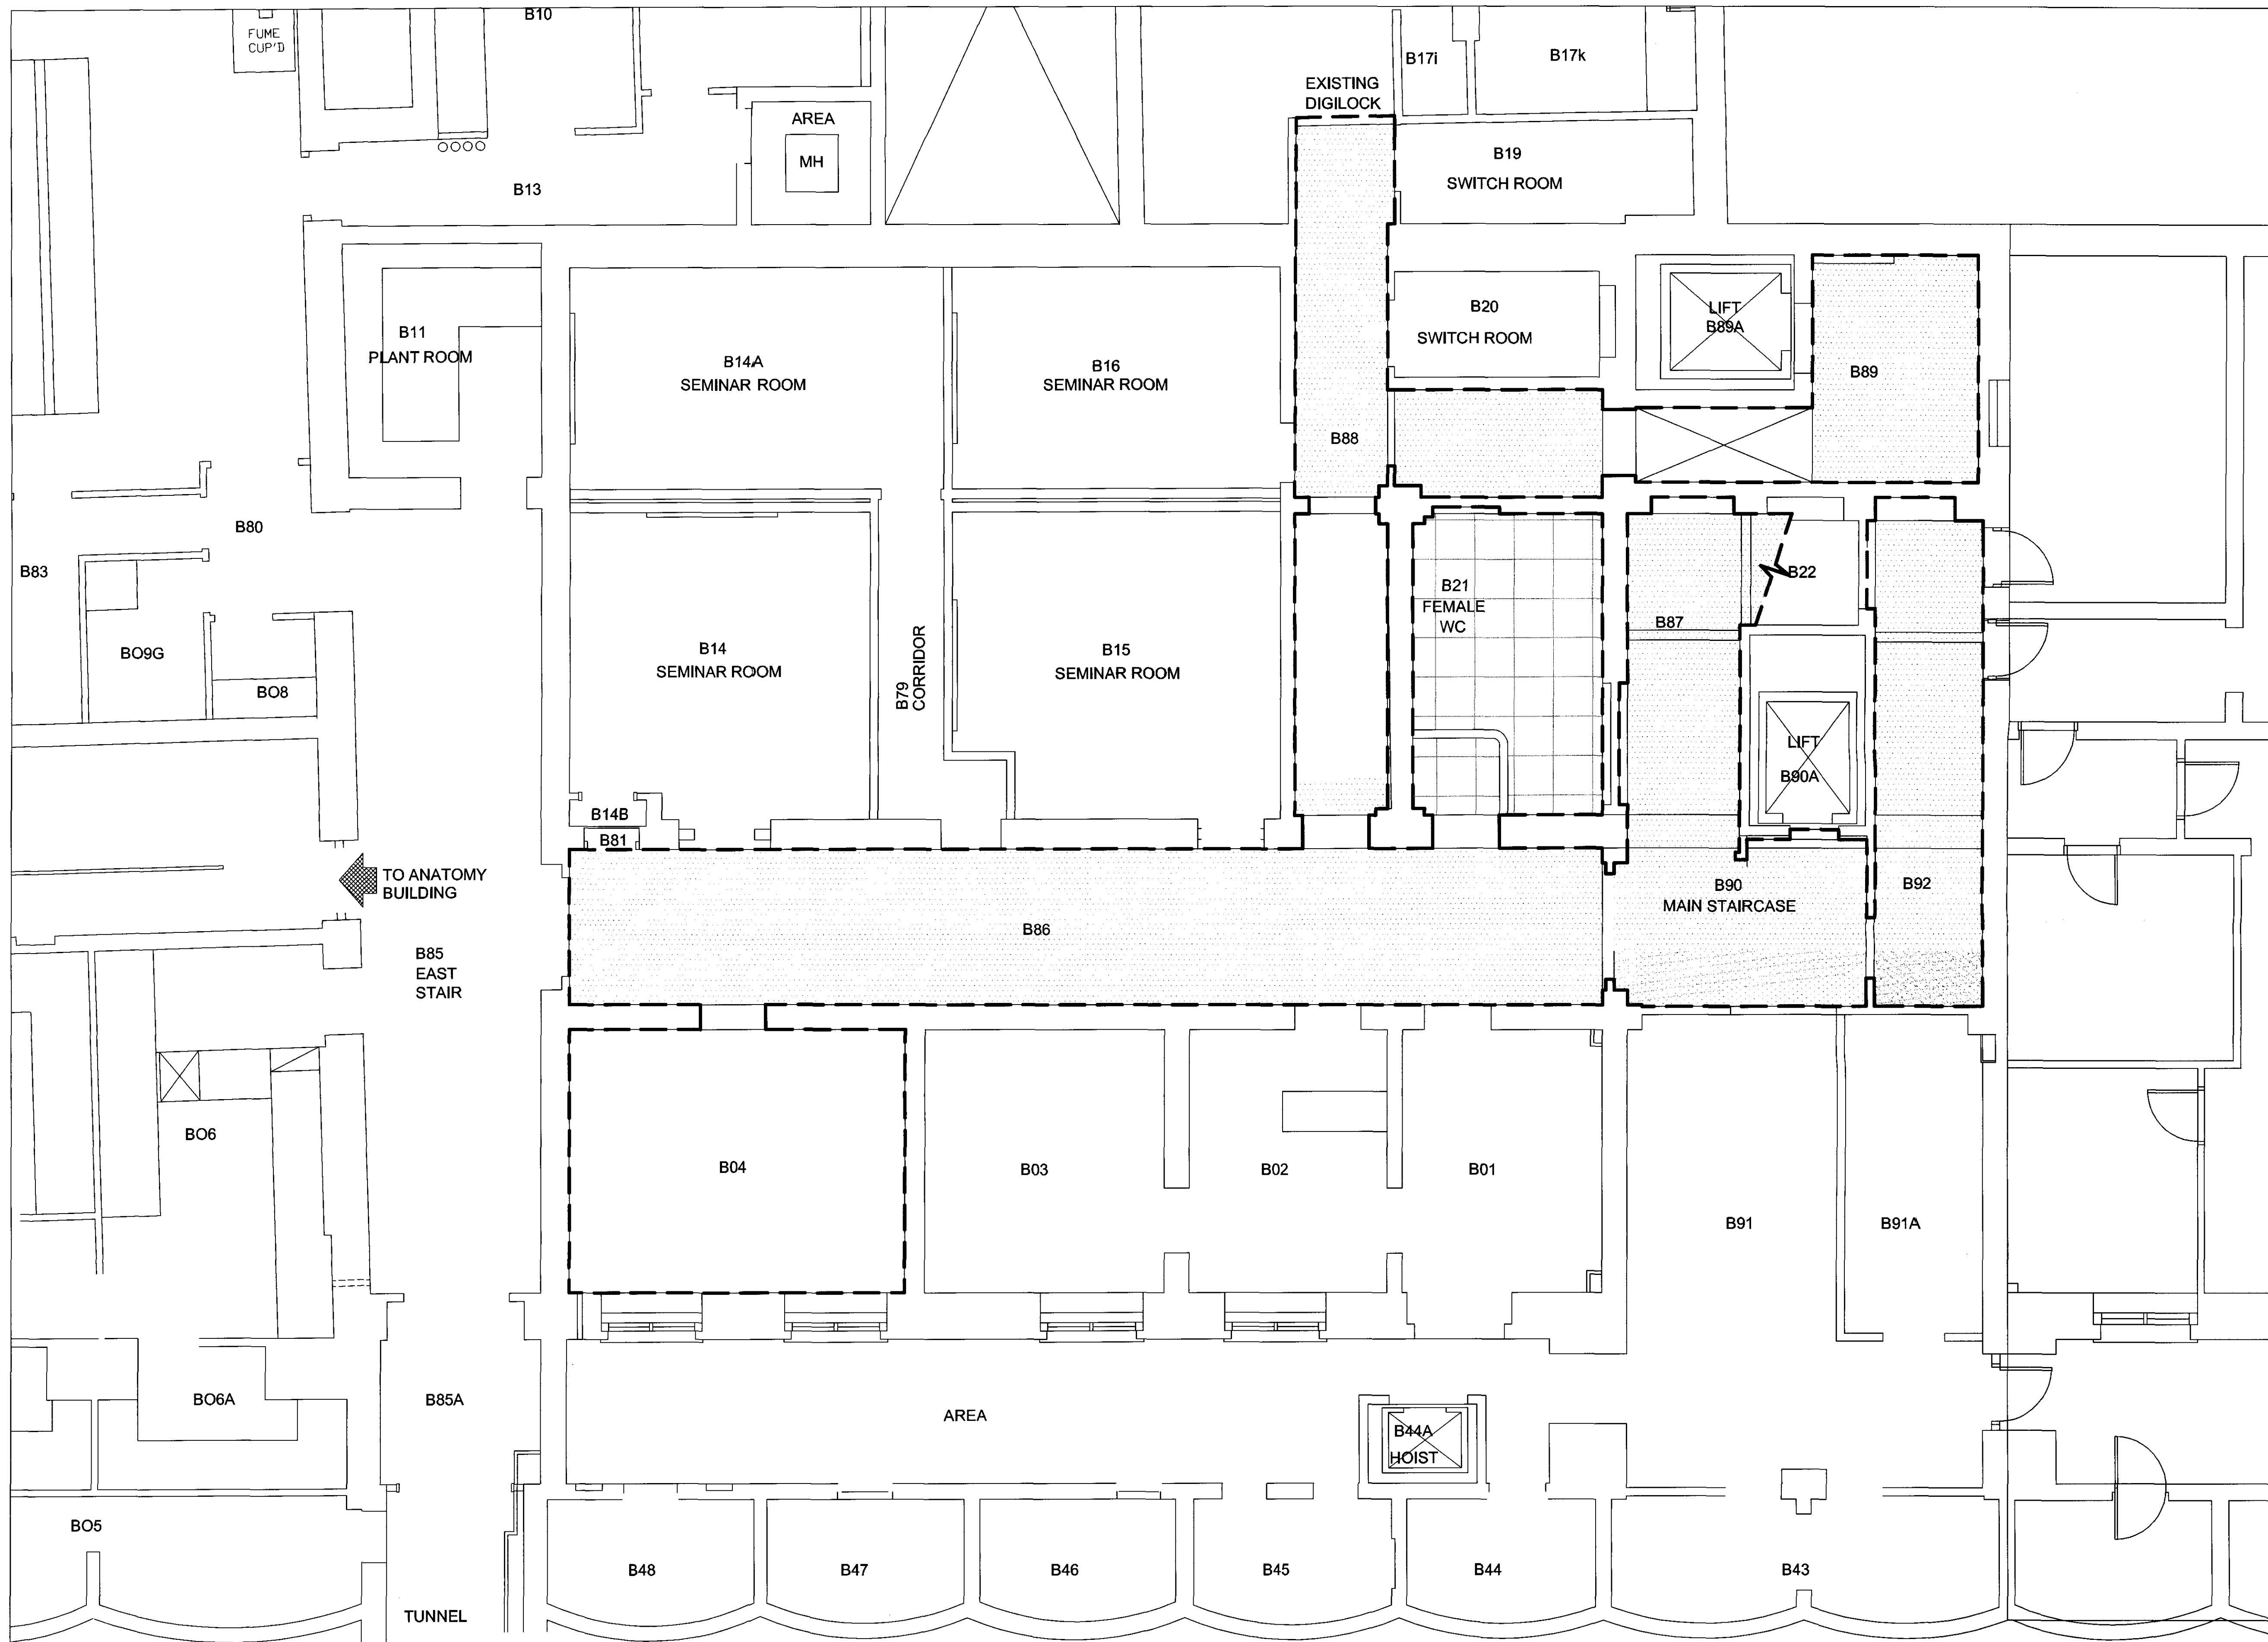 B10
FUME
CUP'D
B17i
B17k
EXISTING
DIGILOCK
AREA
MH
B13
B19
SWITCH ROOM
B11
PLANT ROOM
B14A
SEMINAR ROOM
B16
SEMINAR ROOM
B20
SWITCH ROOM
LIFT
B89A
B89
B88
B80
B83
BO9G
BO8
B14
SEMINAR ROOM
B79
CORRIDOR
B15
SEMINAR ROOM
B21
FEMALE
WC
B87
B22
LIFT
B90A
B14B
B81
TO ANATOMY
BUILDING
B86
B90
MAIN STAIRCASE
B92
B85
EAST
STAIR
BO6
B04
B03
B02
B01
B91
B91A
BO6A
B85A
AREA
B44A
HOIST
BO5
B48
B47
B46
B45
B44
B43
TUNNEL